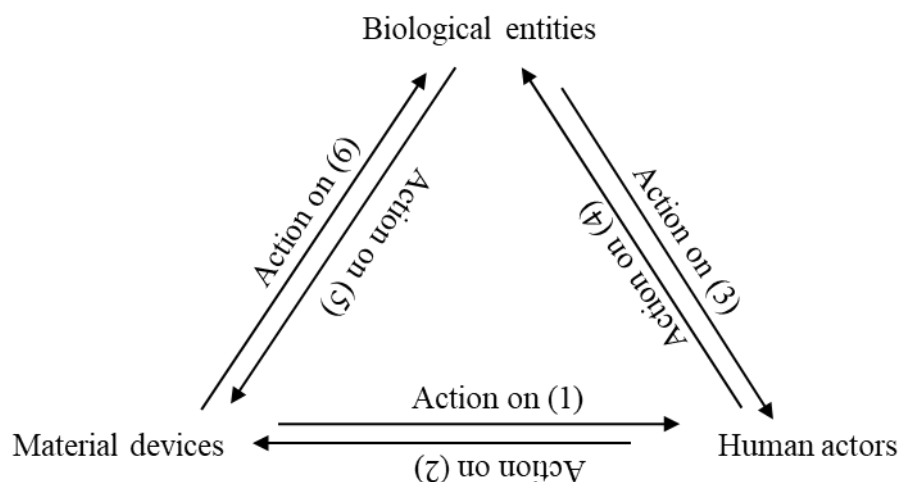 Biological entities
Action on (6)
Action on (5)
Action on (4)
Action on (3)
Action on (1)
Material devices
Human actors
Action on (2)